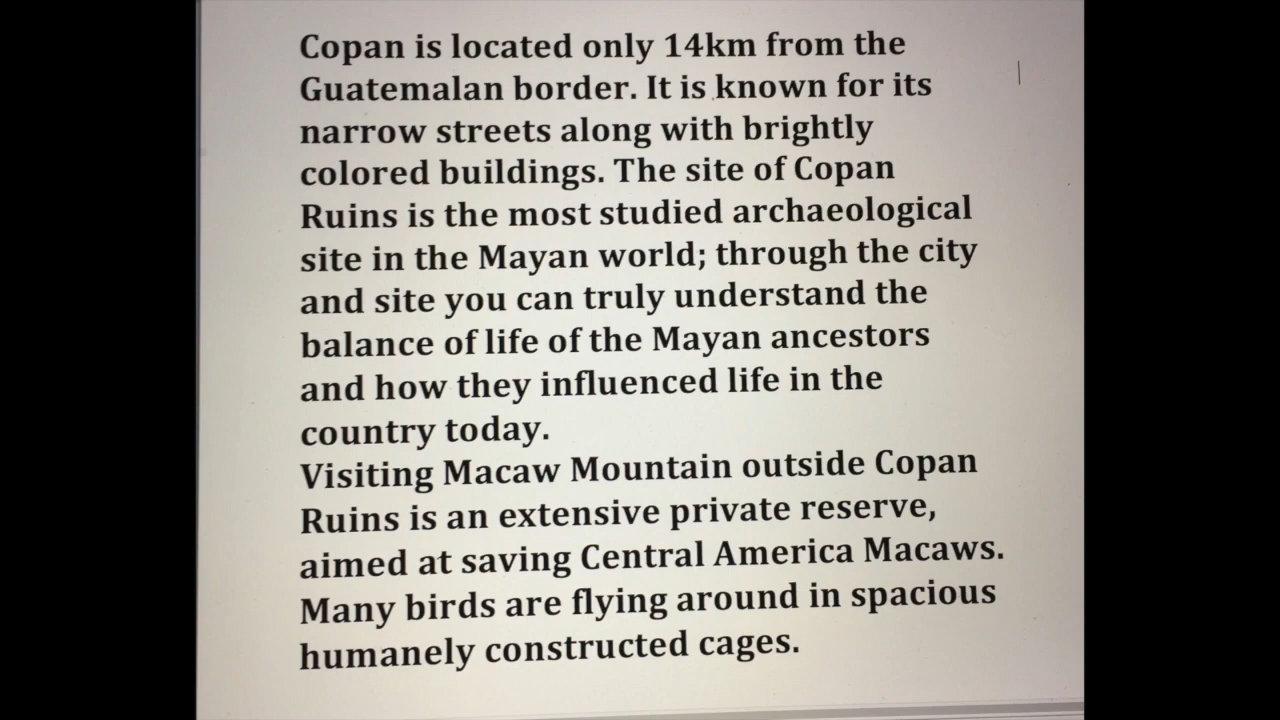 Copan is located only 14km from the
Guatemalan border. It is known for its
narrow streets along with brightly
colored buildings. The site of Copan
Ruins is the most studied archaeological
site in the Mayan world; through the city
and site you can truly understand the
balance of life of the Mayan ancestors
and how they influenced life in the
country today.
Visiting Macaw Mountain outside Copan
Ruins is an extensive private reserve,
aimed at saving Central America Macaws.
Many birds are flying around in spacious
humanely constructed cages.